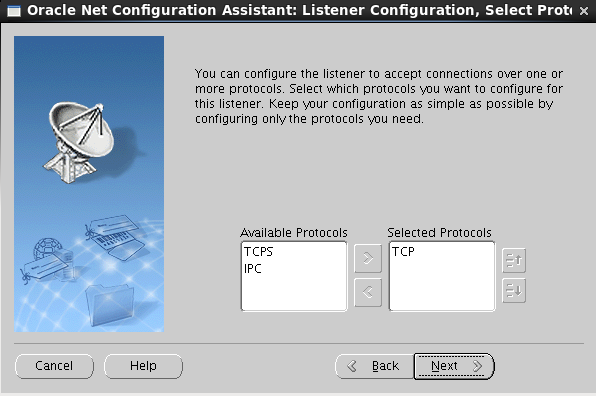 Oracle Net Configuration Assistant: Listener Configuration, Select Prot
You can configure the listener to accept connections over one or
more protocols. Select which protocols you want to configure for
this listener. Keep your configuration as simple as possible by
configuring only the protocols you need.
Available Protocols
Selected Protocols
TCPS
IPC
TCP
Cancel
Help
Back
Next